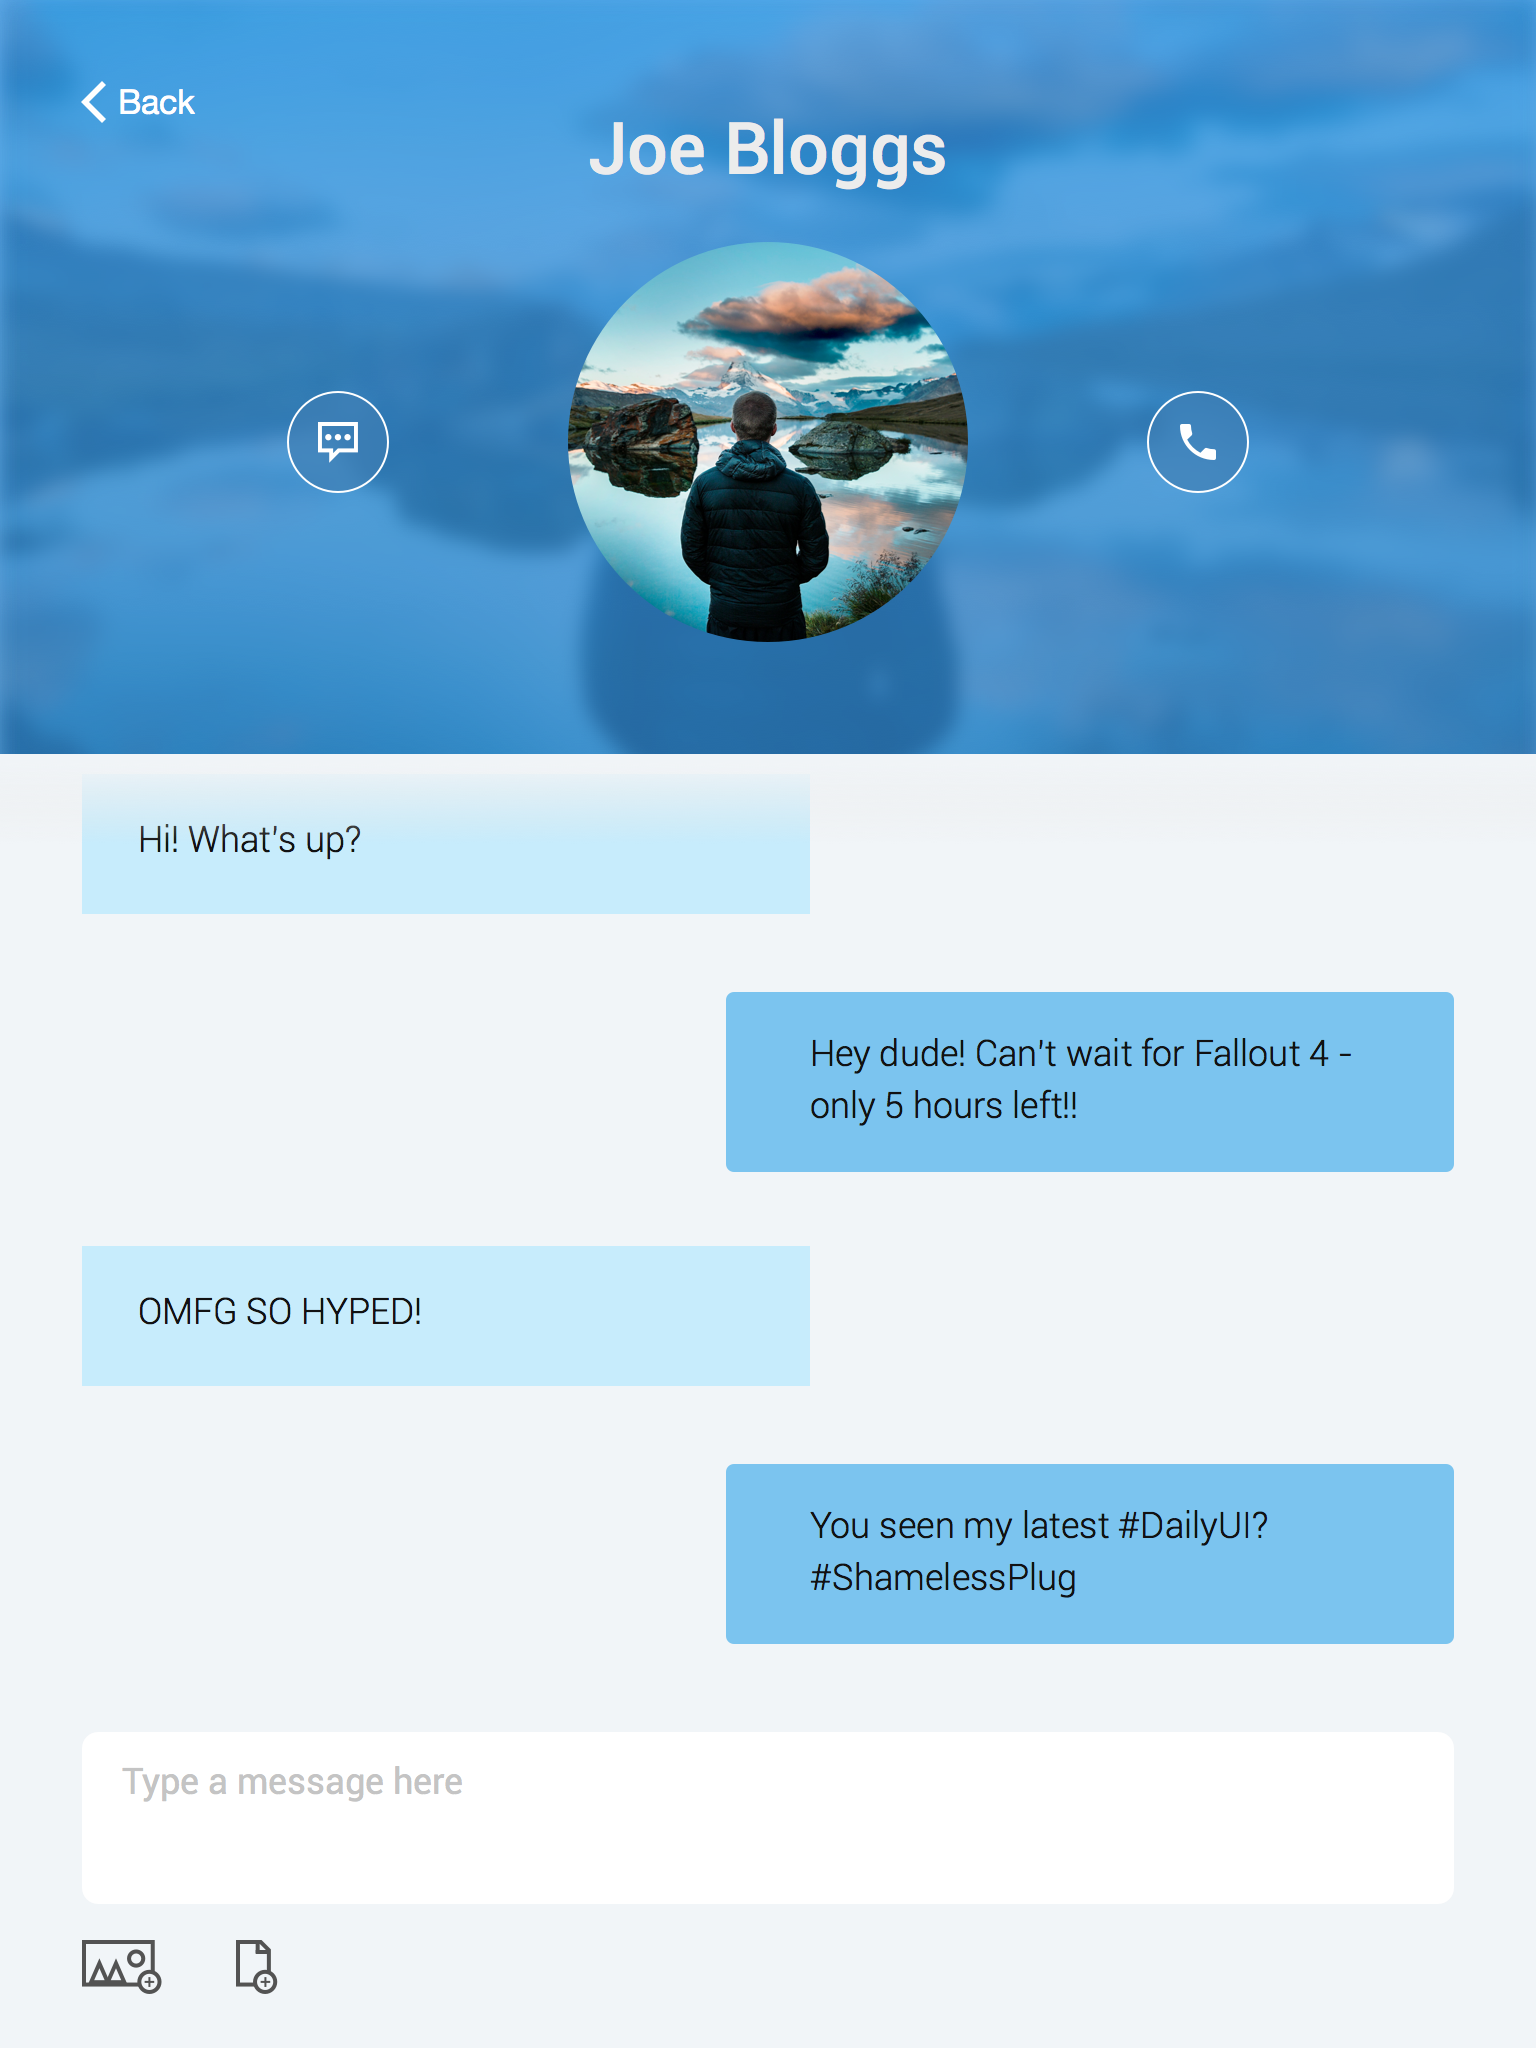 Back
Joe Bloggs
Hi! What's up?
Hey dude! Can't wait for Fallout 4 -
only 5 hours left!!
OMFG SO HYPED!
You seen my latest #DailyUI?
#ShamelessPlug
Type a message here